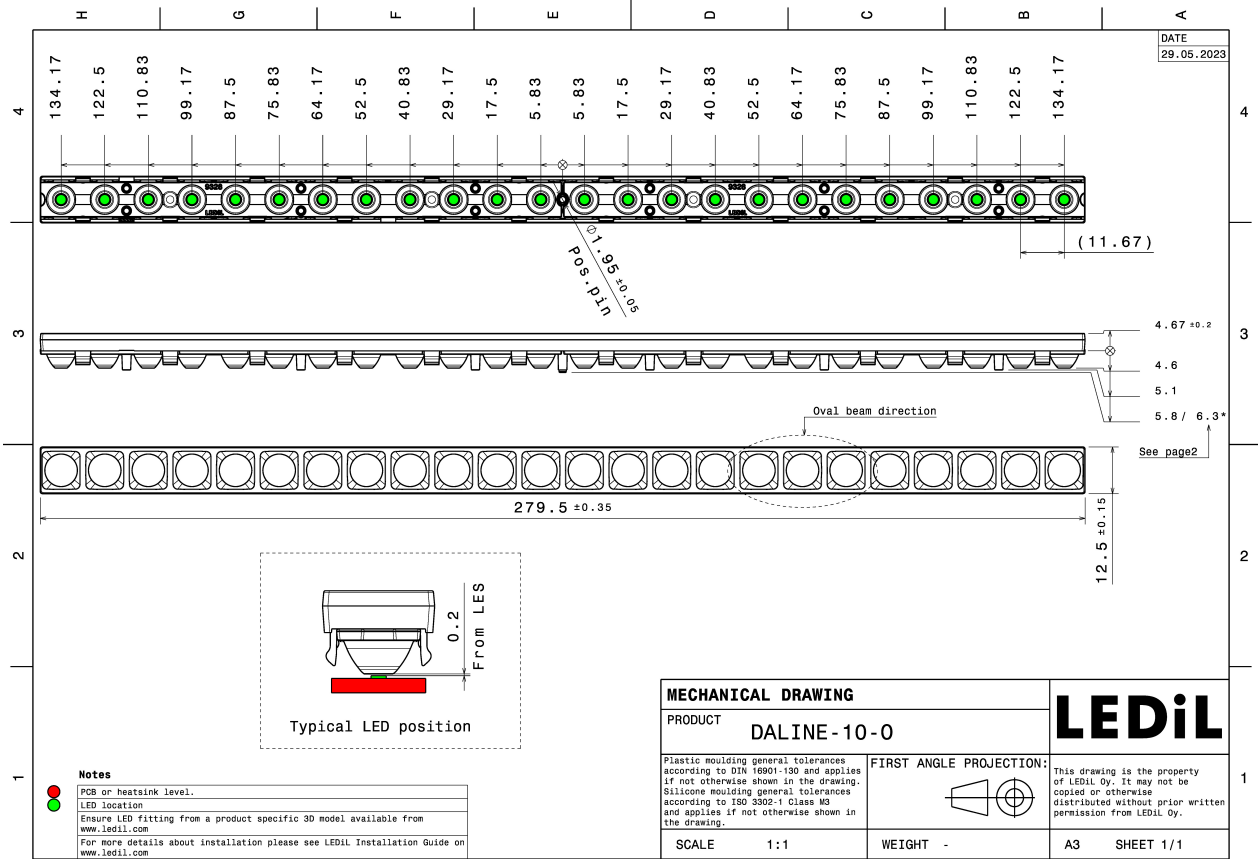 H G F E D C B A
DATE
29.05.2023
4
4
134.17 122.5 110.83 99.17 87.5 75.83 64.17 52.5 40.83 29.17 17.5 5.83 5.83 17.5 29.17 40.83 52.5 64.17 75.83 87.5 99.17 110.83 122.5 134.17
9326 9326
LEDiL LEDiL
(11.67)
Ø1.95 ±0.05
Pos.pin
3
3
4.67 ±0.2
4.6
5.1
5.8/ 6.3*
See page2
Oval beam direction
279.5 ±0.35
12.5 ±0.15
2
2
0.2
From LES
Typical LED position
1
1
Notes
PCB or heatsink level.
LED location
Ensure LED fitting from a product specific 3D model available from
www.ledil.com
For more details about installation please see LEDiL Installation Guide on
www.ledil.com
MECHANICAL DRAWING
PRODUCT
DALINE-10-O
LEDiL
Plastic moulding general tolerances
according to DIN 16901-130 and applies
if not otherwise shown in the drawing.
Silicone moulding general tolerances
according to ISO 3302-1 Class M3
and applies if not otherwise shown in
the drawing.
FIRST ANGLE PROJECTION:
This drawing is the property
of LEDiL Oy. It may not be
copied or otherwise
distributed without prior written
permission from LEDiL Oy.
SCALE 1:1
WEIGHT -
A3 SHEET 1/1